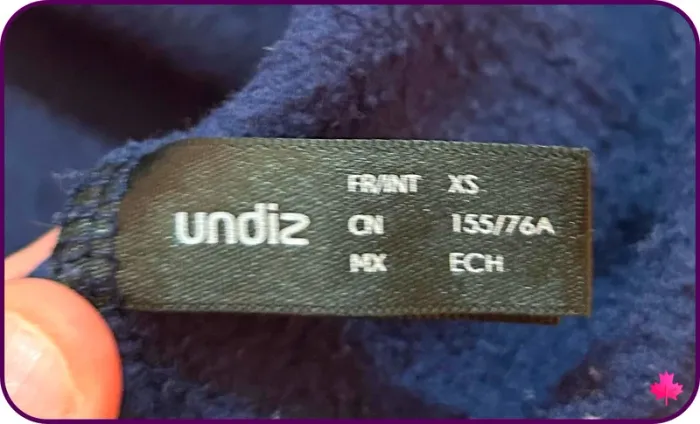 undiz
FR/INT XS
CN 155/76A
MX ECH